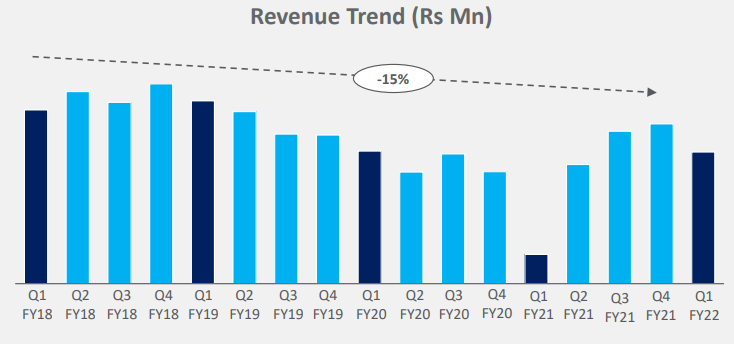 Revenue Trend (Rs Mn)
-15%
Q1 Q2 Q3 Q4 Q1 Q2 Q3 Q4 Q1 Q2 Q3 Q4 Q1 Q2 Q3 Q4 Q1
FY18 FY18 FY18 FY18 FY19 FY19 FY19 FY19 FY20 FY20 FY20 FY20 FY21 FY21 FY21 FY21 FY22